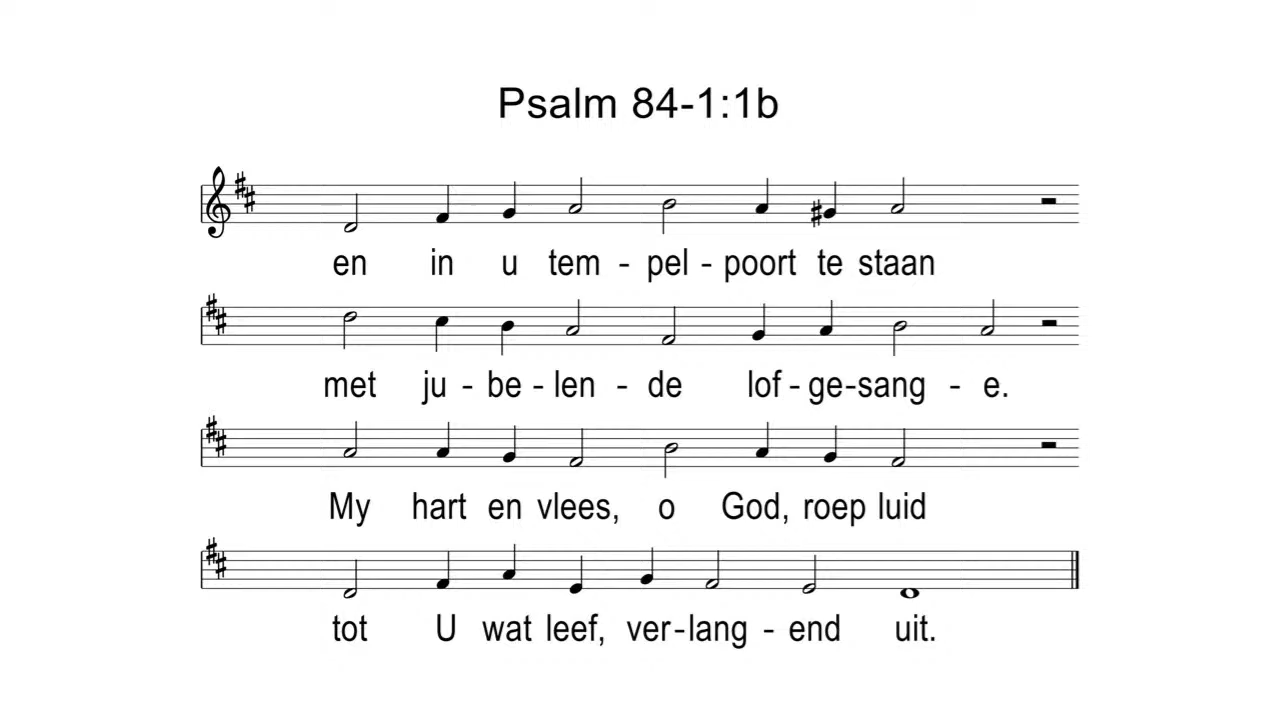 Psalm 84-1:1b
en in u tem - pel - poort te staan
met ju - be - len - de lof - ge-sang - e.
My hart en vlees, o God, roep luid
tot U wat leef, ver-lang - end uit.